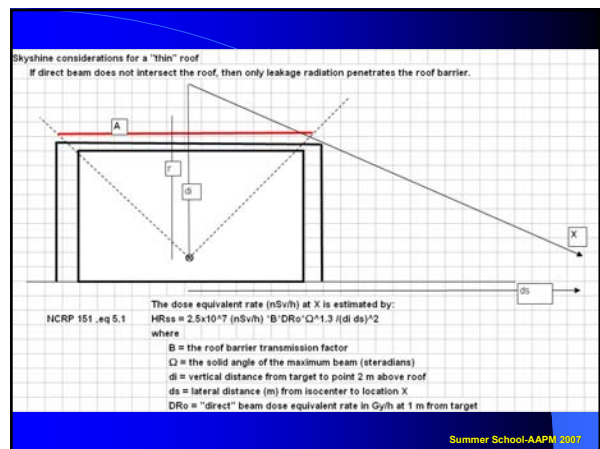 Skyshine considerations for a "thin" roof
If direct beam does not intersect the roof, then only leakage radiation penetrates the roof barrier.
A
r
di
X
ds
The dose equivalent rate (nSv/h) at X is estimated by:
NCRP 151 ,eq 5.1 HRss = 2.5x10^7 (nSv/h) *B*DRo*Ω^1.3 /(di ds)^2
where
B = the roof barrier transmission factor
Ω = the solid angle of the maximum beam (steradians)
di = vertical distance from target to point 2 m above roof
ds = lateral distance (m) from isocenter to location X
DRo = "direct" beam dose equivalent rate in Gy/h at 1 m from target
Summer School-AAPM 2007